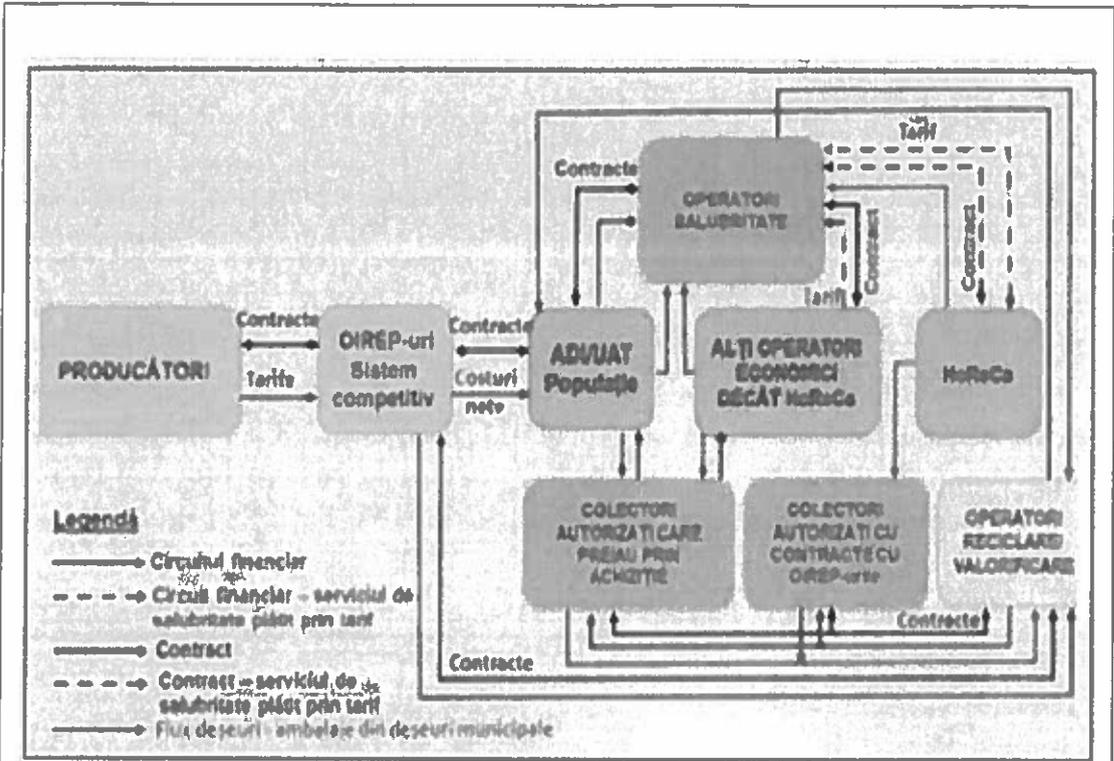 Tarif
Contracte
OPERATORI
SALUBRITATE
Contract
Contract
Tarif
Contracte
Tarife
PRODUCĂTORI
OIREP-uri
Sistem
competitiv
Contracte
Costuri
nete
ADI/UAT
Populație
ALȚI OPERATORI
ECONOMICI
DECÂT HoReCa
HoReCa
COLECTORI
AUTORIZAȚI CARE
PREIAU PRIN
ACHIZIȚIE
COLECTORI
AUTORIZAȚI CU
CONTRACTE CU
OIREP-urile
OPERATORI
RECICLARE/
VALORIFICARE
Contracte
Contracte
Legendă
Circuitul financiar
Circuit financiar - serviciul de
salubritate plătit prin tarif
Contract
Contract - serviciul de
salubritate plătit prin tarif
Flux deșeuri ambalaje din deșeuri municipale